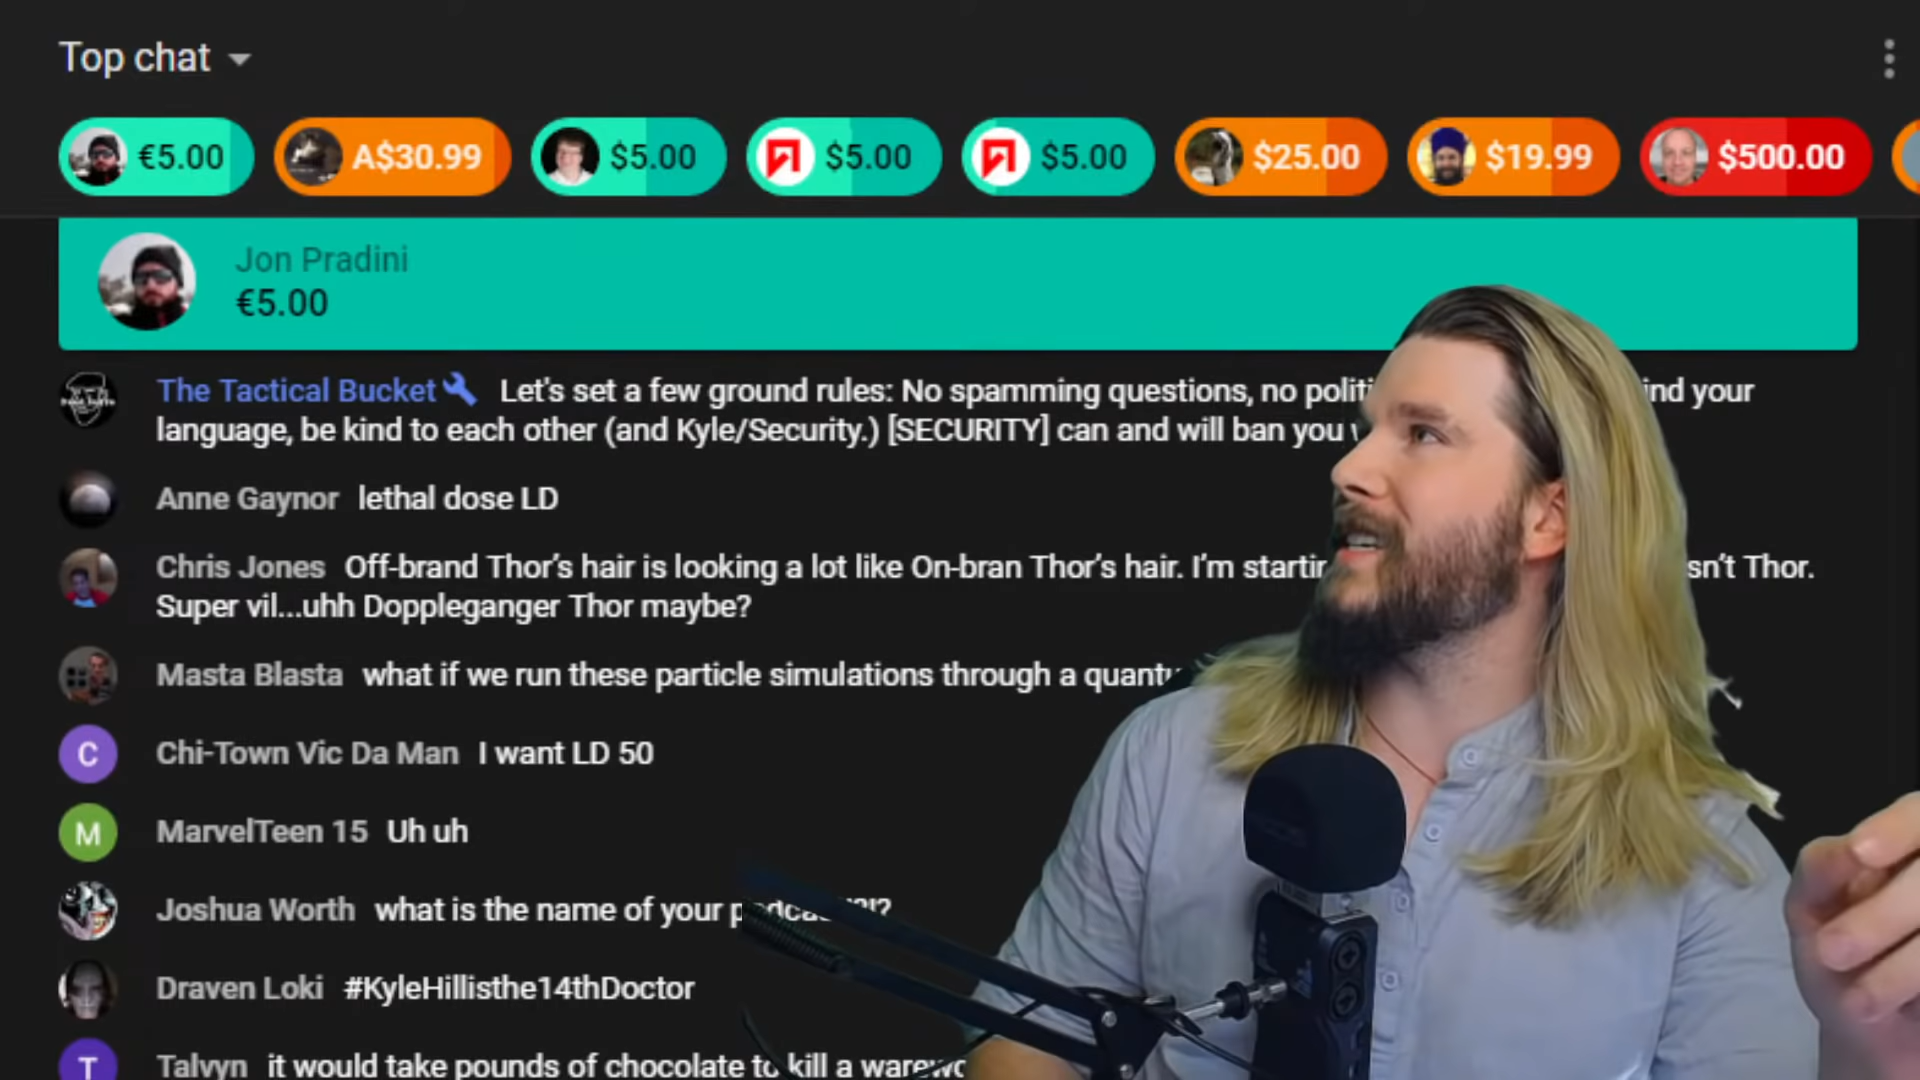 Top chat
€5.00 A$30.99 $5.00 $5.00 $5.00 $25.00 $19.99 $500.00
Jon Pradini
€5.00
The Tactical Bucket Let's set a few ground rules: No spamming questions, no your
language, be kind to each other (and Kyle/Security.) [SECURITY] can and will ban you
Anne Gaynor lethal dose LD
Chris Jones Off-brand Thor's hair is looking a lot like On-bran Thor's hair. I'm Thor.
Super vil...uhh Doppleganger Thor maybe?
Masta Blasta what if we run these particle simulations through a
C
Chi-Town Vic Da Man I want LD 50
M
MarvelTeen 15 Uh uh
Joshua Worth what is the name of your
Draven Loki #KyleHillisthe14thDoctor
T
Talvyn it would take pounds of chocolate to kill a